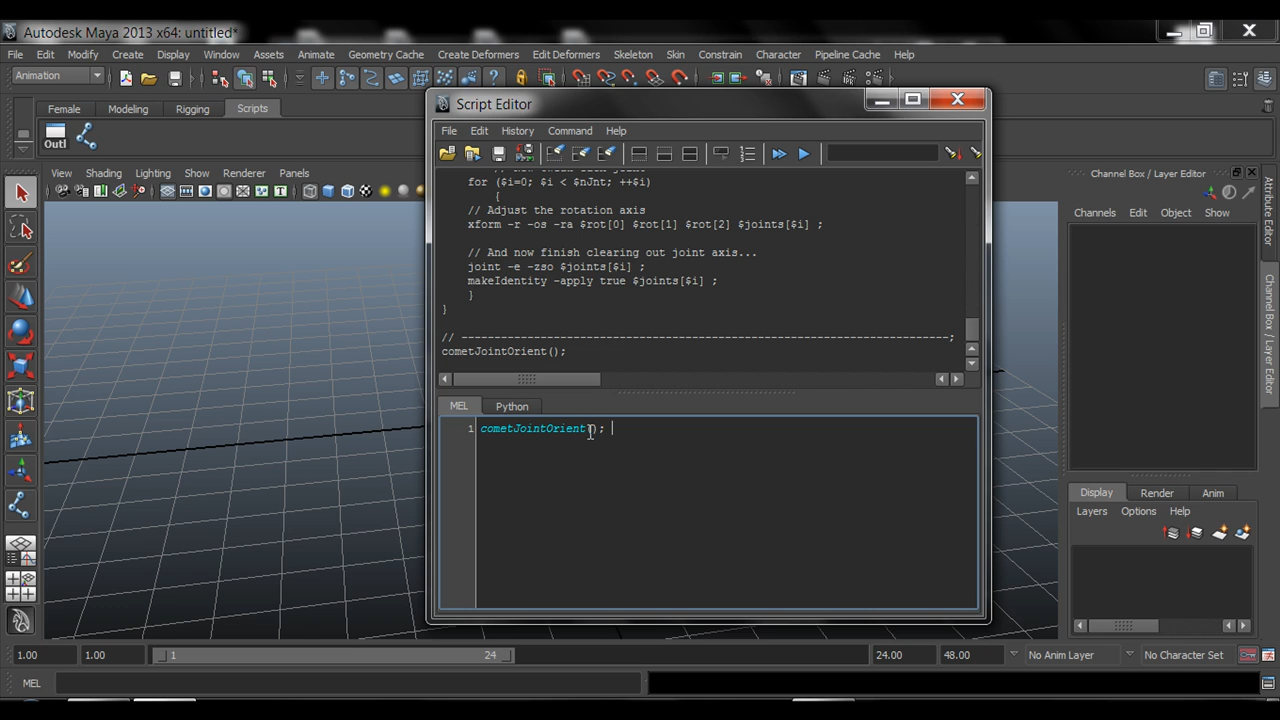 Autodesk Maya 2013 x64: untitled*
File Edit Modify Create Display Window Assets Animate Geometry Cache Create Deformers Edit Deformers Skeleton Skin Constrain Character Pipeline Cache Help
Animation
Female Modeling Rigging Scripts
Outl
View Shading Lighting Show Renderer Panels
Script Editor
File Edit History Command Help
for ($i=0; $i < $nJnt; ++$i)
{
// Adjust the rotation axis
xform -r -os -ra $rot[0] $rot[1] $rot[2] $joints[$i] ;
// And now finish clearing out joint axis...
joint -e -zso $joints[$i] ;
makeIdentity -apply true $joints[$i] ;
}
}
// -----------------------------------------------------------------------;
cometJointOrient();
MEL Python
1 cometJointOrient();
Channel Box / Layer Editor
Channels Edit Object Show
Attribute Editor
Channel Box / Layer Editor
Display Render Anim
Layers Options Help
1.00 1.00 1 24 24.00 48.00 No Anim Layer No Character Set
MEL